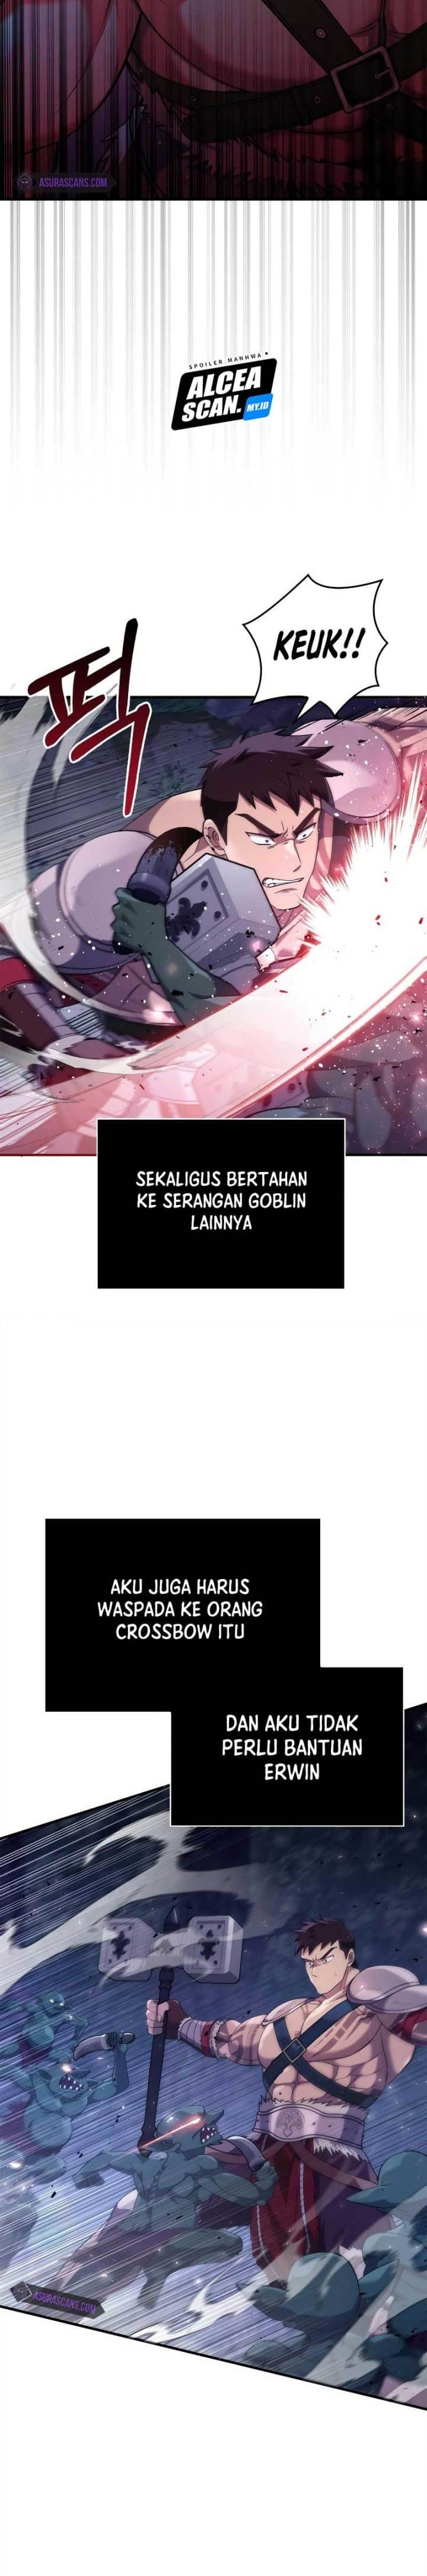 ASURASCANS.COM
SPOILER MANHWA
ALCEA
SCAN.
MY.ID
KEUK!!
퍽
SEKALIGUS BERTAHAN
KE SERANGAN GOBLIN
LAINNYA
AKU JUGA HARUS
WASPADA KE ORANG
CROSSBOW ITU
DAN AKU TIDAK
PERLU BANTUAN
ERWIN
ASURASCANS.COM